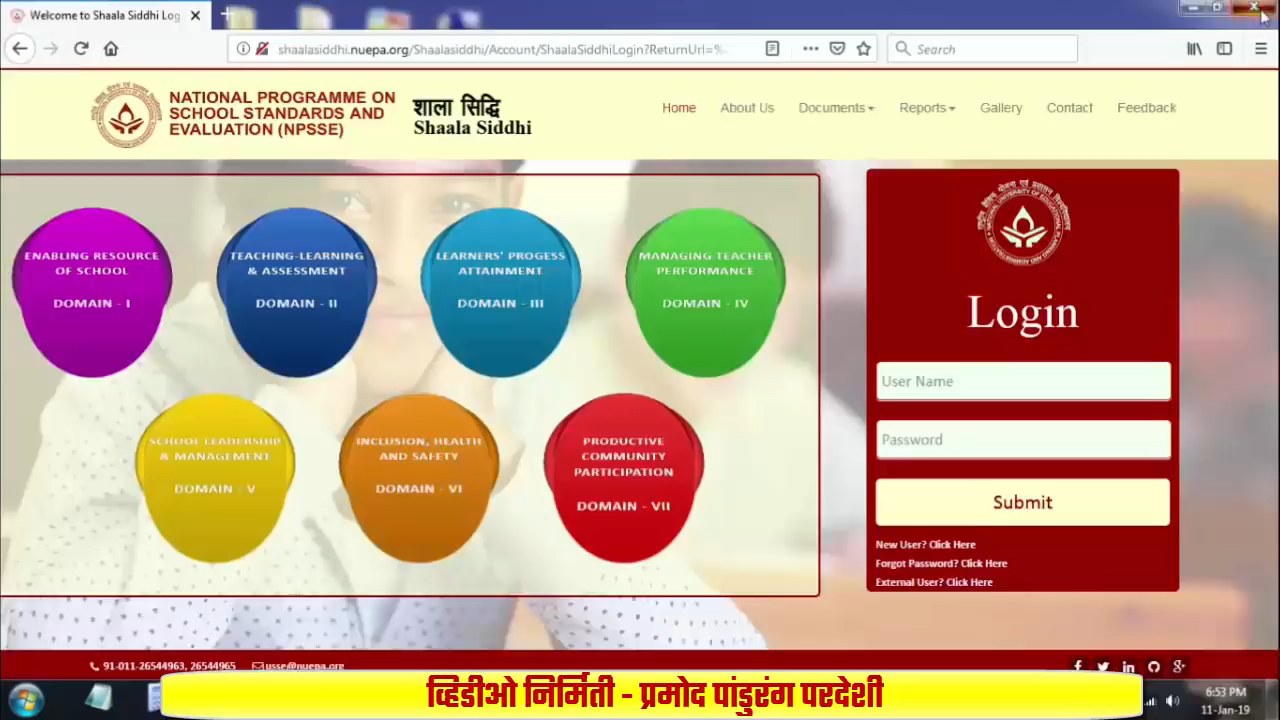 Welcome to Shaala Siddhi Log
shaalasiddhi.nuepa.org/Shaalasiddhi/Account/ShaalaSiddhiLogin?ReturnUrl=%
Search
NATIONAL PROGRAMME ON
SCHOOL STANDARDS AND
EVALUATION (NPSSE)
शाला सिद्धि
Shaala Siddhi
Home About Us Documents Reports Gallery Contact Feedback
ENABLING RESOURCE
OF SCHOOL
DOMAIN - I
TEACHING-LEARNING
& ASSESSMENT
DOMAIN - II
LEARNERS' PROGESS
ATTAINMENT
DOMAIN - III
MANAGING TEACHER
PERFORMANCE
DOMAIN - IV
SCHOOL LEADERSHIP
& MANAGEMENT
DOMAIN - V
INCLUSION, HEALTH
AND SAFETY
DOMAIN - VI
PRODUCTIVE
COMMUNITY
PARTICIPATION
DOMAIN - VII
Login
User Name
Password
Submit
New User? Click Here
Forgot Password? Click Here
External User? Click Here
91-011-26544963, 26544965 usse@nuepa.org
व्हिडीओ निर्मिती - प्रमोद पांडुरंग परदेशी
6:53 PM
11-Jan-19